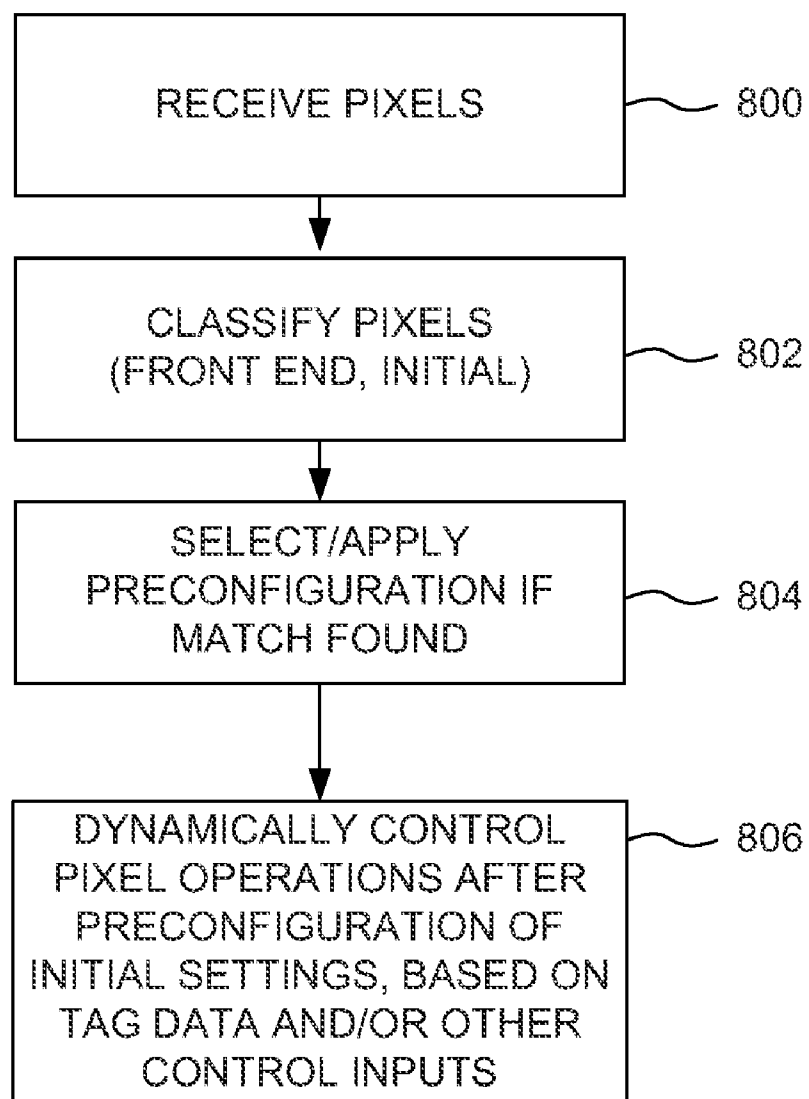 RECEIVE PIXELS
800
CLASSIFY PIXELS
(FRONT END, INITIAL)
802
SELECT/APPLY
PRECONFIGURATION IF
MATCH FOUND
804
DYNAMICALLY CONTROL
PIXEL OPERATIONS AFTER
PRECONFIGURATION OF
INITIAL SETTINGS, BASED ON
TAG DATA AND/OR OTHER
CONTROL INPUTS
806